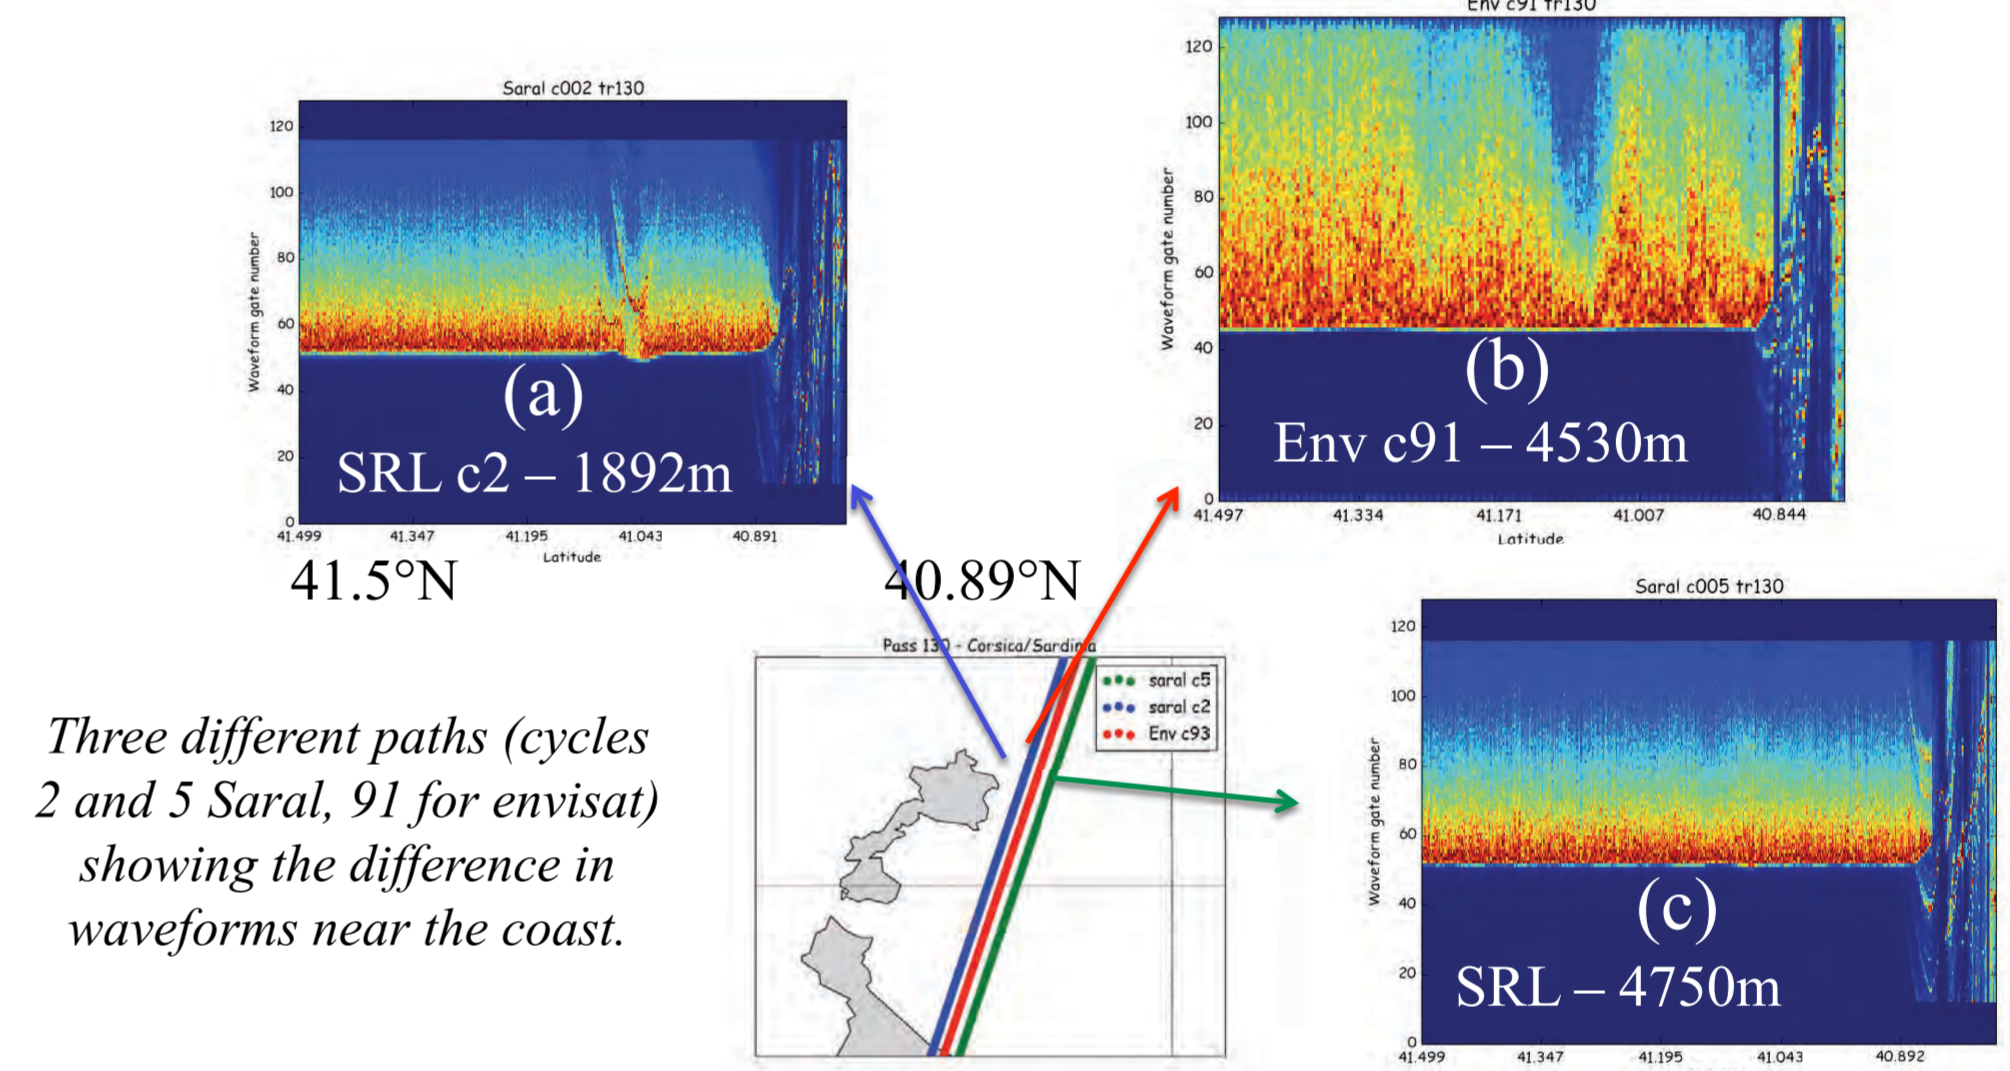 Env c91 tr130
Saral c002 tr130
120
100
80
60
40
20
0
Waveform gate number
41.499 41.347 41.195 41.043 40.891
Latitude
(a)
SRL c2 – 1892m
120
100
80
60
40
20
0
Waveform gate number
41.497 41.334 41.171 41.007 40.844
Latitude
(b)
Env c91 – 4530m
41.5°N 40.89°N
Three different paths (cycles
2 and 5 Saral, 91 for envisat)
showing the difference in
waveforms near the coast.
Pass 130 - Corsica/Sardinia
saral c5
saral c2
Env c93
Saral c005 tr130
120
100
80
60
40
20
0
Waveform gate number
41.499 41.347 41.195 41.043 40.892
(c)
SRL – 4750m